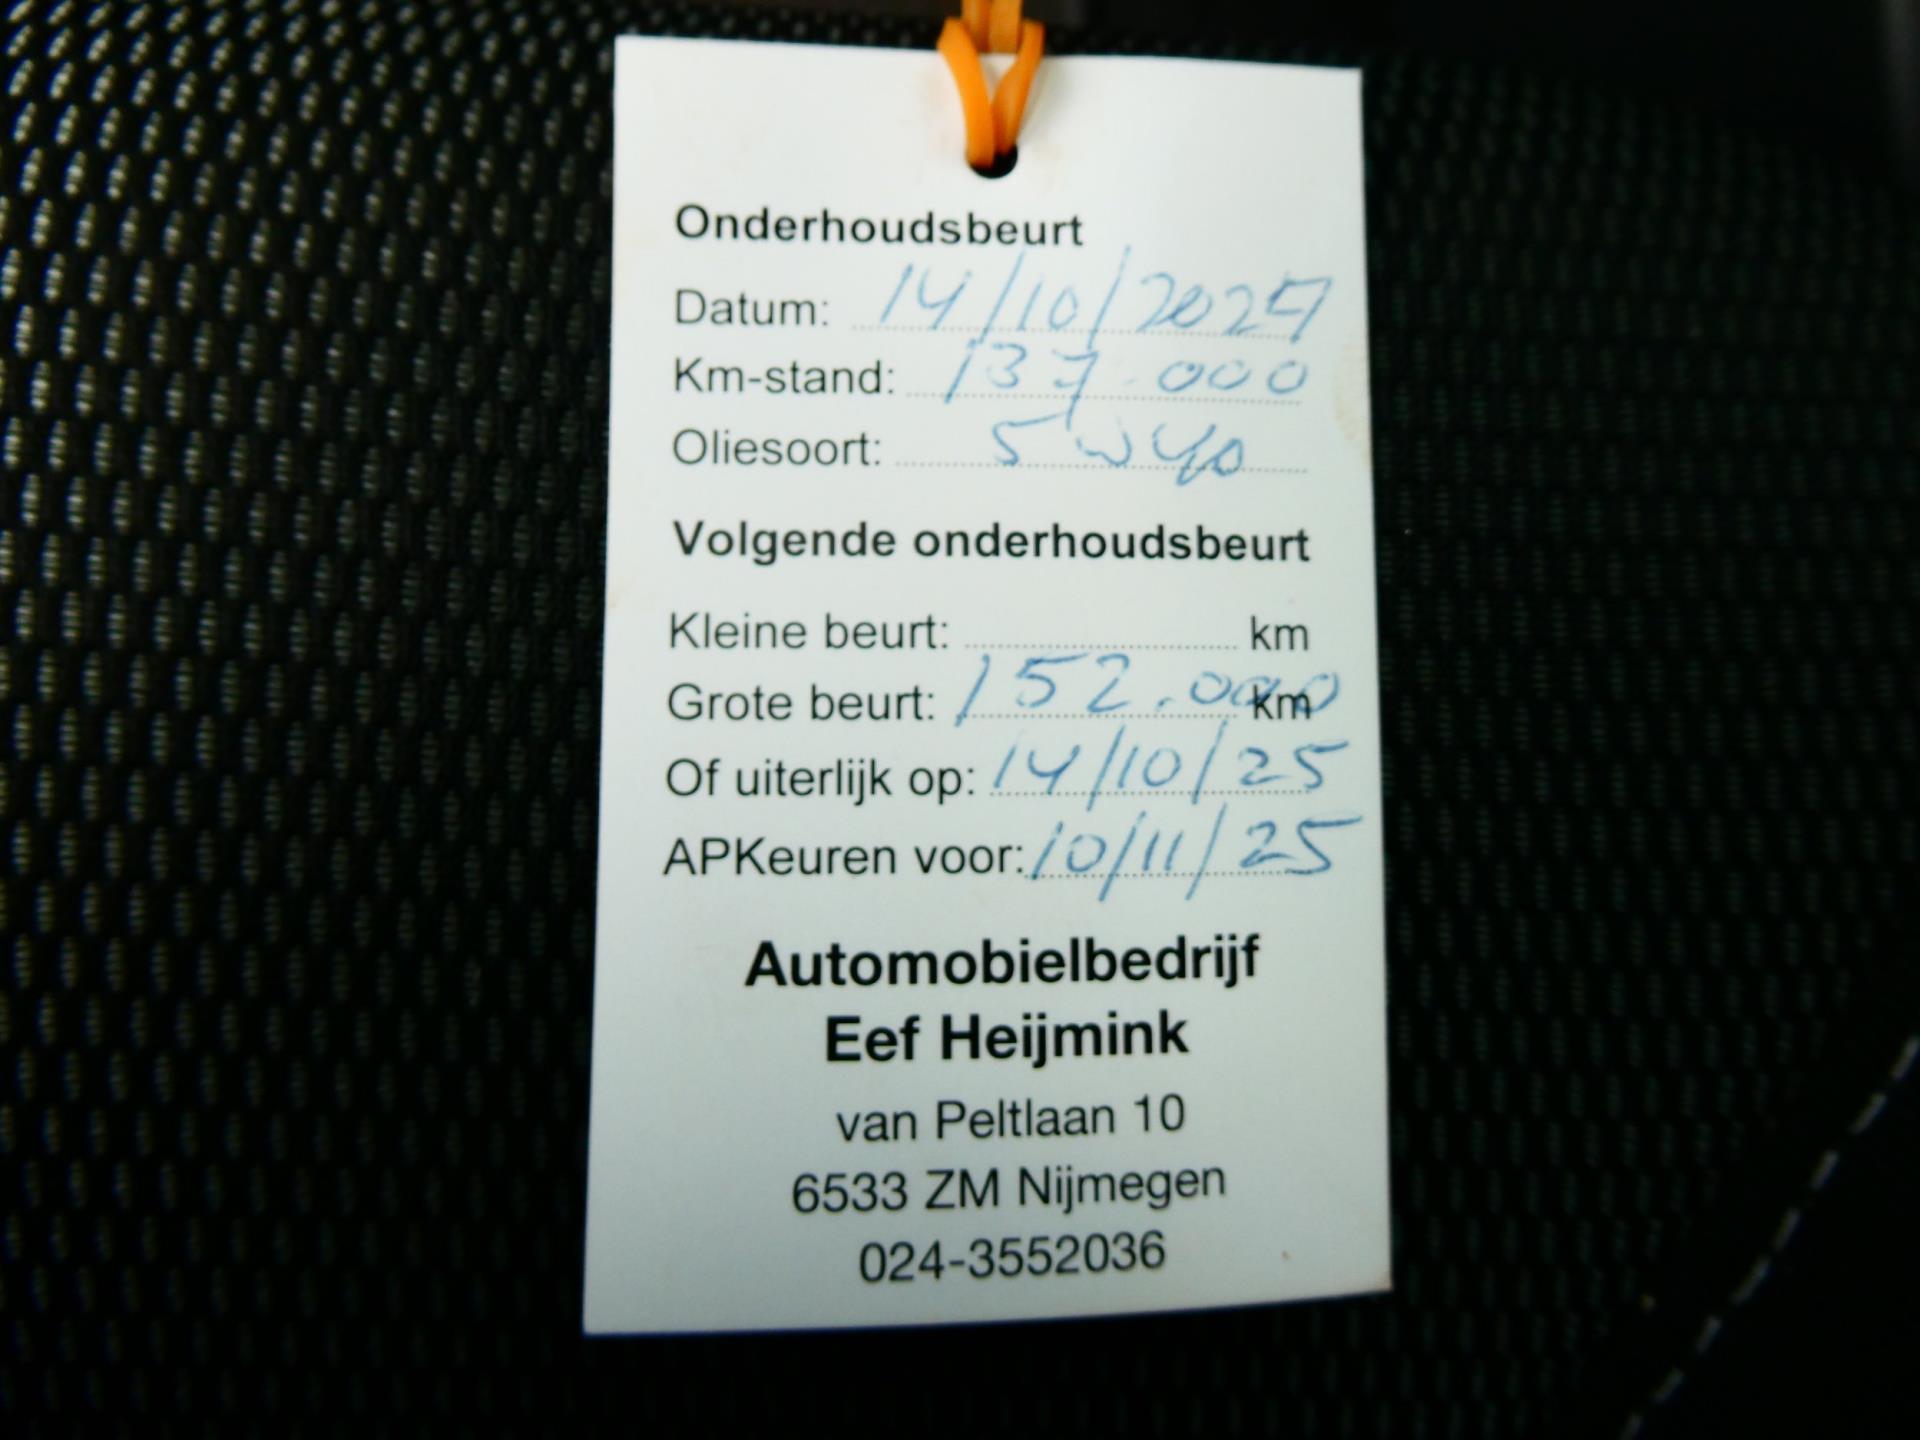 Onderhoudsbeurt
Datum: 14/10/2024
Km-stand: 137.000
Oliesoort: 5w40
Volgende onderhoudsbeurt
Kleine beurt: km
Grote beurt: 152.000 km
Of uiterlijk op: 14/10/25
APKeuren voor: 10/11/25
Automobielbedrijf
Eef Heijmink
van Peltlaan 10
6533 ZM Nijmegen
024-3552036